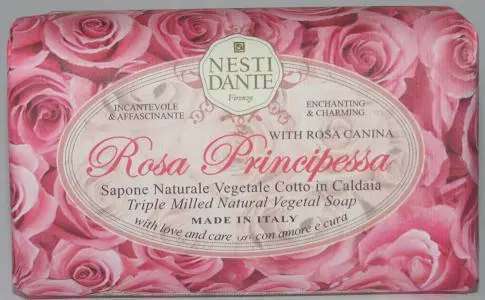 NESTI
DANTE
Firenze
INCANTEVOLE
& AFFASCINANTE
ENCHANTING
& CHARMING
WITH ROSA CANINA
Rosa Principessa
Sapone Naturale Vegetale Cotto in Caldaia
Triple Milled Natural Vegetal Soap
MADE IN ITALY
with love and care con amore e cura